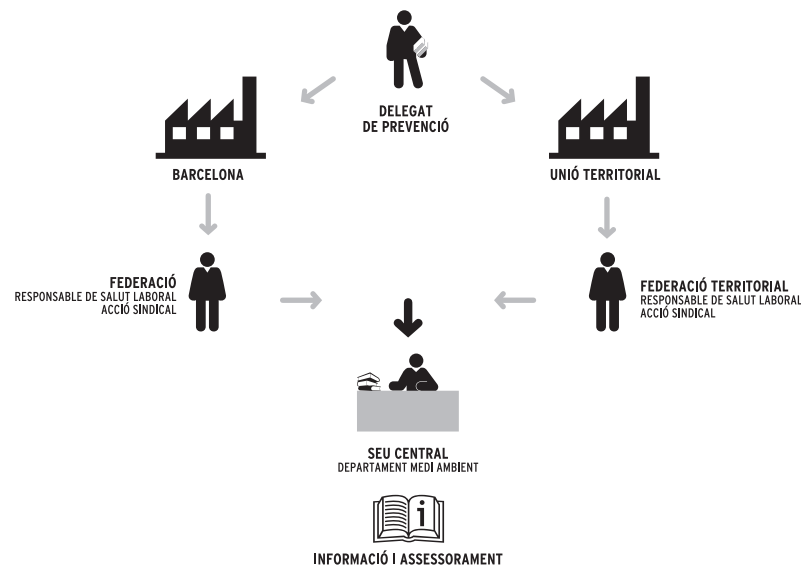 DELEGAT
DE PREVENCIÓ
BARCELONA
UNIÓ TERRITORIAL
FEDERACIÓ
RESPONSABLE DE SALUT LABORAL
ACCIÓ SINDICAL
FEDERACIÓ TERRITORIAL
RESPONSABLE DE SALUT LABORAL
ACCIÓ SINDICAL
SEU CENTRAL
DEPARTAMENT MEDI AMBIENT
i
INFORMACIÓ I ASSESSORAMENT